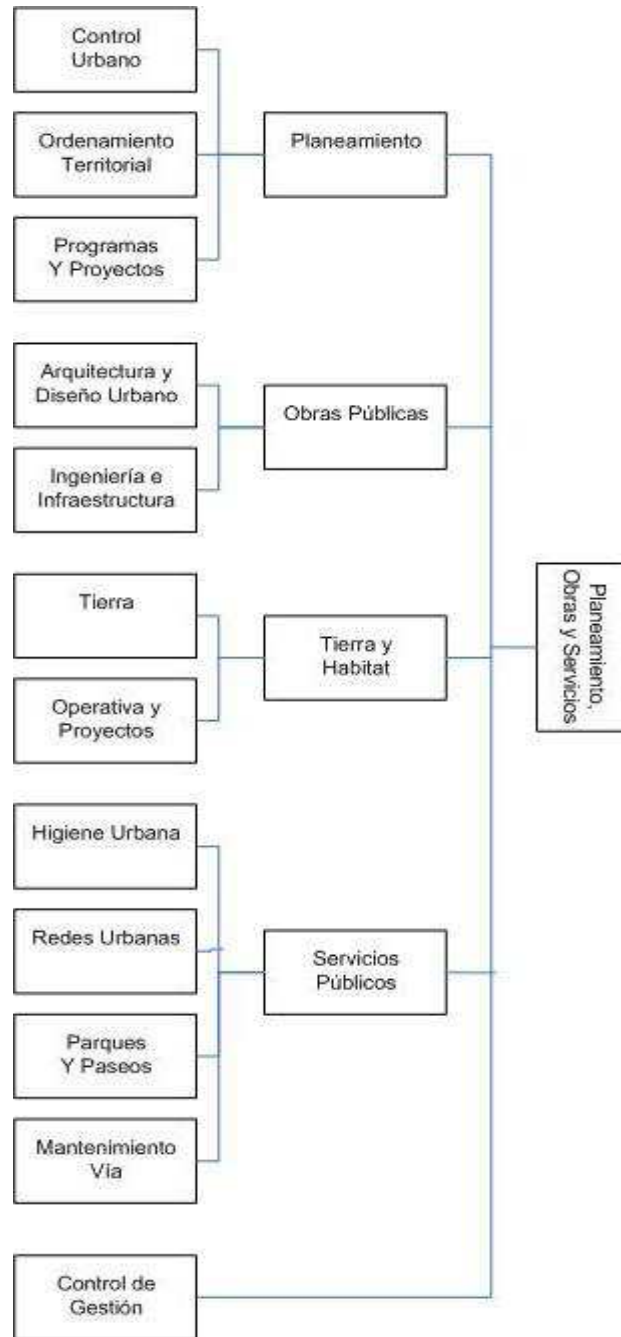 Control
Urbano
Ordenamiento
Territorial
Programas
Y Proyectos
Planeamiento
Arquitectura y
Diseño Urbano
Ingeniería e
Infraestructura
Obras Públicas
Tierra
Operativa y
Proyectos
Tierra y
Habitat
Higiene Urbana
Redes Urbanas
Parques
Y Paseos
Mantenimiento
Vía
Servicios
Públicos
Control de
Gestión
Planeamiento,
Obras y Servicios